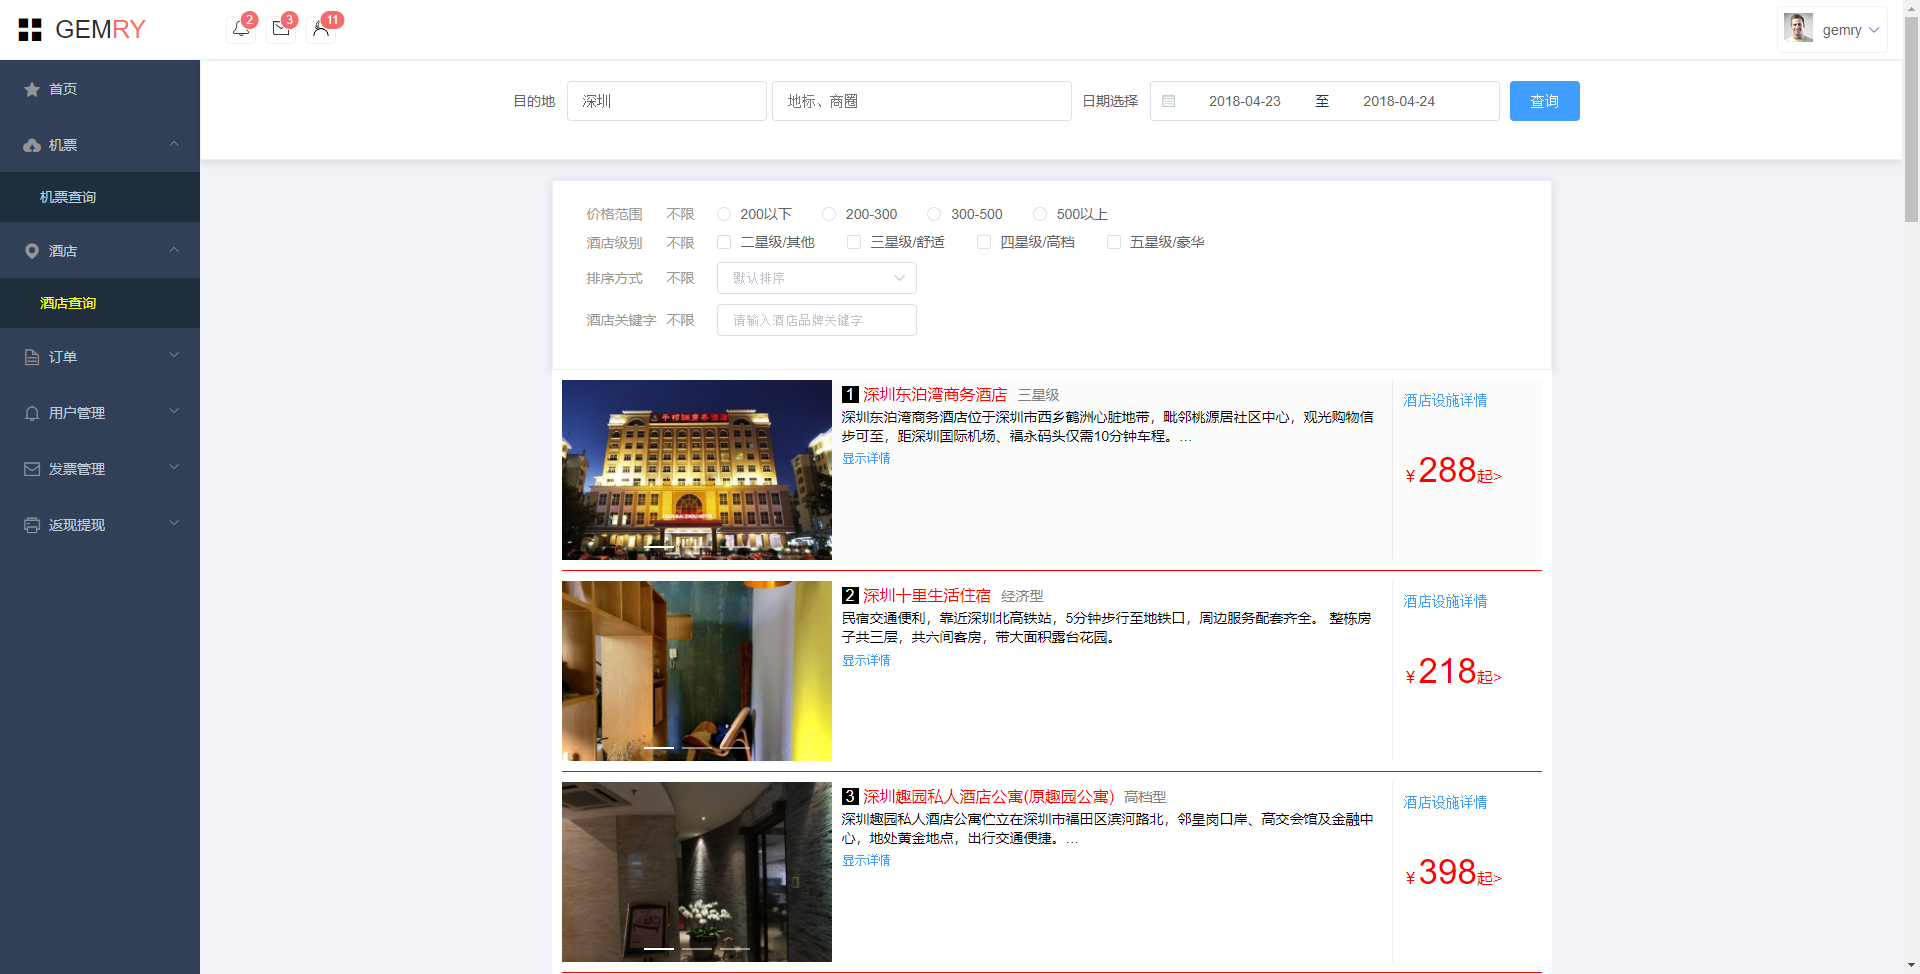 GEMRY
2
3
11
gemry
首页
机票
机票查询
酒店
酒店查询
订单
用户管理
发票管理
返现提现
目的地 深圳 地标、商圈 日期选择 2018-04-23 至 2018-04-24 查询
价格范围 不限 200以下 200-300 300-500 500以上
酒店级别 不限 二星级/其他 三星级/舒适 四星级/高档 五星级/豪华
排序方式 不限 默认排序
酒店关键字 不限 请输入酒店品牌关键字
1 深圳东泊湾商务酒店 三星级
深圳东泊湾商务酒店位于深圳市西乡鹤洲心脏地带，毗邻桃源居社区中心，观光购物信
步可至，距深圳国际机场、福永码头仅需10分钟车程。...
显示详情
酒店设施详情
¥288起>
2 深圳十里生活住宿 经济型
民宿交通便利，靠近深圳北高铁站，5分钟步行至地铁口，周边服务配套齐全。 整栋房
子共三层，共六间客房，带大面积露台花园。
显示详情
酒店设施详情
¥218起>
3 深圳趣园私人酒店公寓(原趣园公寓) 高档型
深圳趣园私人酒店公寓伫立在深圳市福田区滨河路北，邻皇岗口岸、高交会馆及金融中
心，地处黄金地点，出行交通便捷。...
显示详情
酒店设施详情
¥398起>